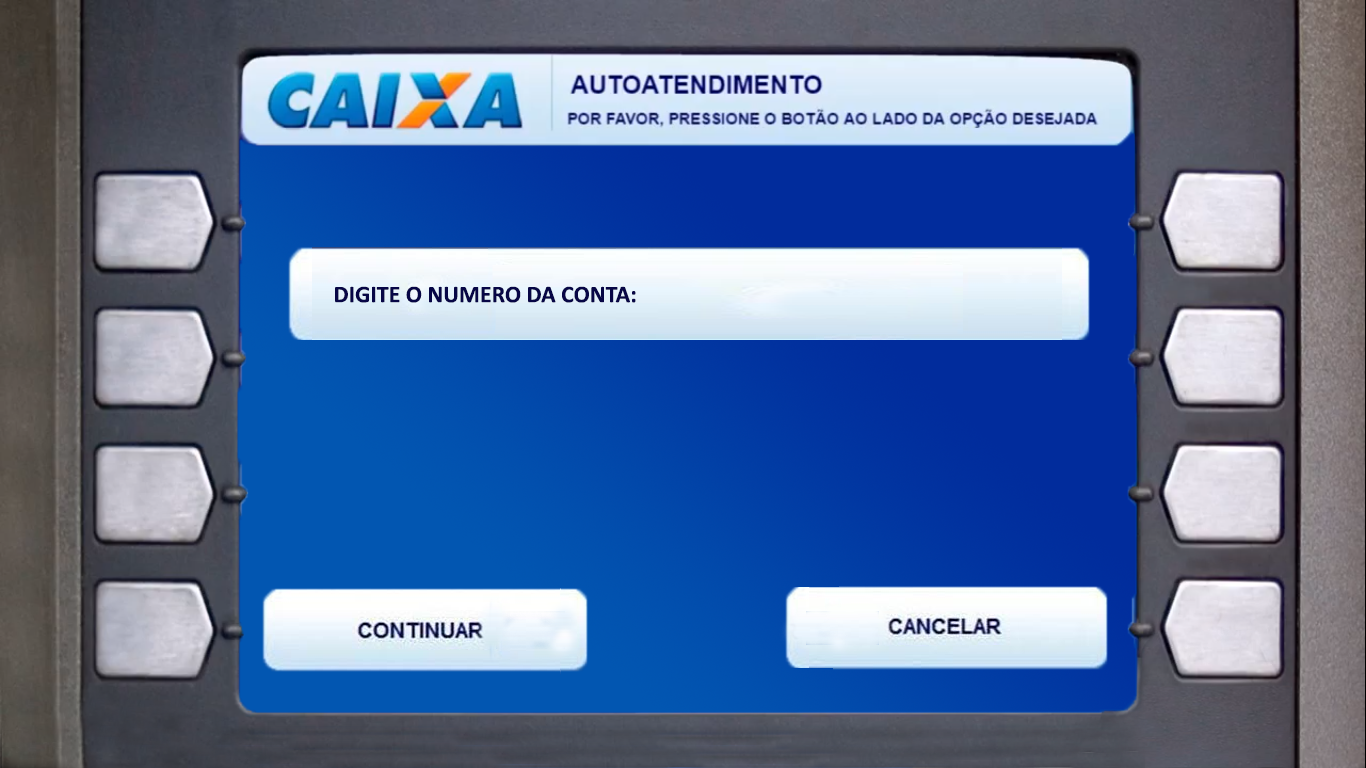 CAIXA
AUTOATENDIMENTO
POR FAVOR, PRESSIONE O BOTÃO AO LADO DA OPÇÃO DESEJADA
DIGITE O NUMERO DA CONTA:
CONTINUAR
CANCELAR